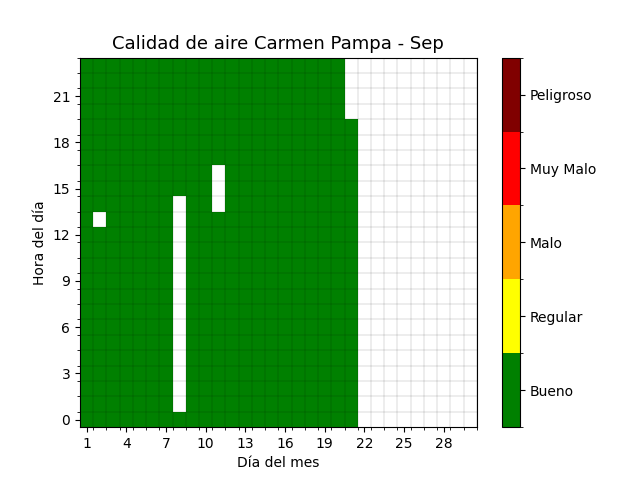 Calidad de aire Carmen Pampa - Sep
Peligroso
Muy Malo
Malo
Regular
Bueno
Hora del día
21
18
15
12
9
6
3
0
1 4 7 10 13 16 19 22 25 28
Día del mes